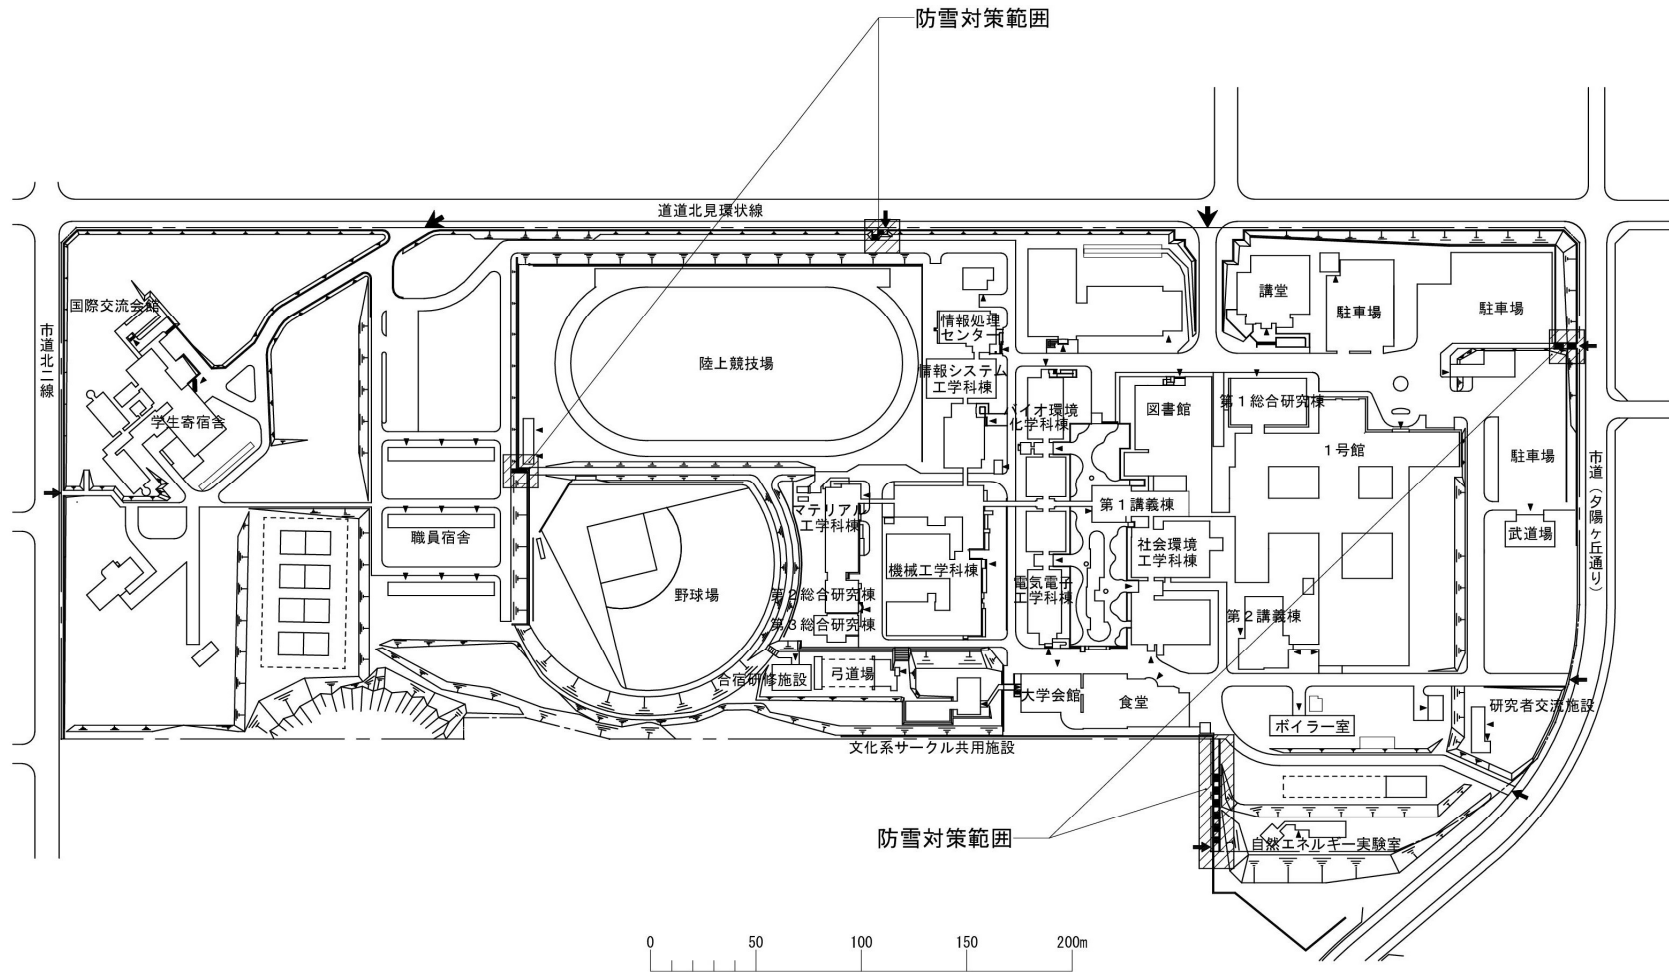 防雪対策範囲
道道北見環状線
国際交流会館
市道北二線
学生寄宿舎
職員宿舎
陸上競技場
野球場
情報処理
センター
情報システム
工学科棟
バイオ環境
化学科棟
マテリアル
工学科棟
機械工学科棟
第2総合研究棟
第3総合研究棟
合宿研修施設
弓道場
文化系サークル共用施設
電気電子
工学科棟
大学会館
食堂
講堂
駐車場
駐車場
図書館
第1総合研究棟
1号館
第1講義棟
社会環境
工学科棟
第2講義棟
駐車場
武道場
市道(夕陽ヶ丘通り)
研究者交流施設
ボイラー室
自然エネルギー実験室
防雪対策範囲
0 50 100 150 200m